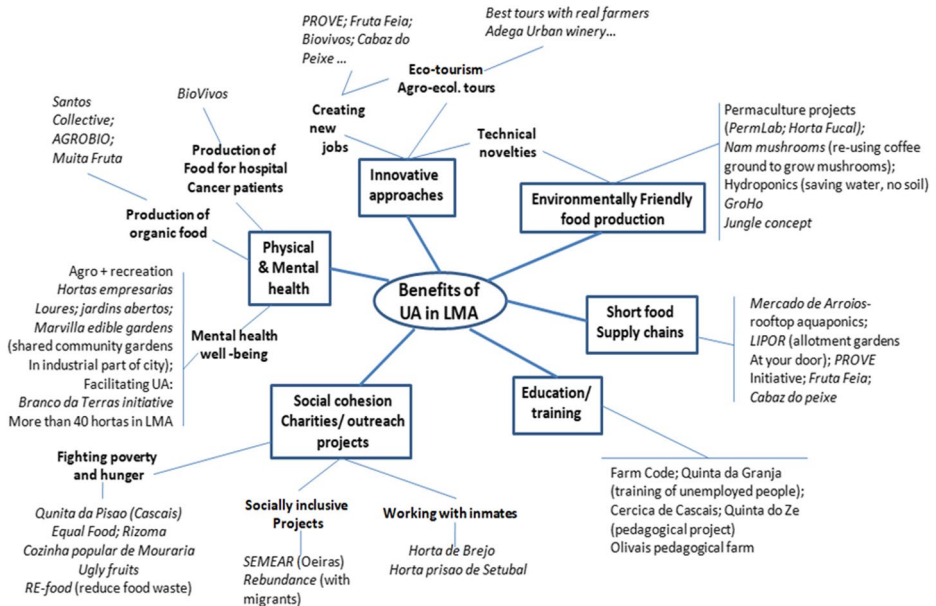 PROVE; Fruta Feia;
Biovivos; Cabaz do
Peixe ...
Best tours with real farmers
Adega Urban winery...
Eco-tourism
Agro-ecol. tours
Creating
new
jobs
Technical
novelties
Innovative
approaches
Santos
Collective;
AGROBIO;
Muita Fruta
BioVivos
Production of
Food for hospital
Cancer patients
Production of
organic food
Physical
& Mental
health
Permaculture projects
(PermLab; Horta Fucal);
Nam mushrooms (re-using coffee
ground to grow mushrooms);
Hydroponics (saving water, no soil)
GroHo
Jungle concept
Environmentally Friendly
food production
Benefits of
UA in LMA
Agro + recreation
Hortas empresarias
Loures; jardins abertos;
Marvilla edible gardens
(shared community gardens
In industrial part of city);
Facilitating UA:
Branco da Terras initiative
More than 40 hortas in LMA
Mental health
well -being
Short food
Supply chains
Mercado de Arroios-
rooftop aquaponics;
LIPOR (allotment gardens
At your door); PROVE
Initiative; Fruta Feia;
Cabaz do peixe
Social cohesion
Charities/ outreach
projects
Education/
training
Fighting poverty
and hunger
Qunita da Pisao (Cascais)
Equal Food; Rizoma
Cozinha popular de Mouraria
Ugly fruits
RE-food (reduce food waste)
Socially inclusive
Projects
SEMEAR (Oeiras)
Rebundance (with
migrants)
Working with inmates
Horta de Brejo
Horta prisao de Setubal
Farm Code; Quinta da Granja
(training of unemployed people);
Cercica de Cascais; Quinta do Ze
(pedagogical project)
Olivais pedagogical farm